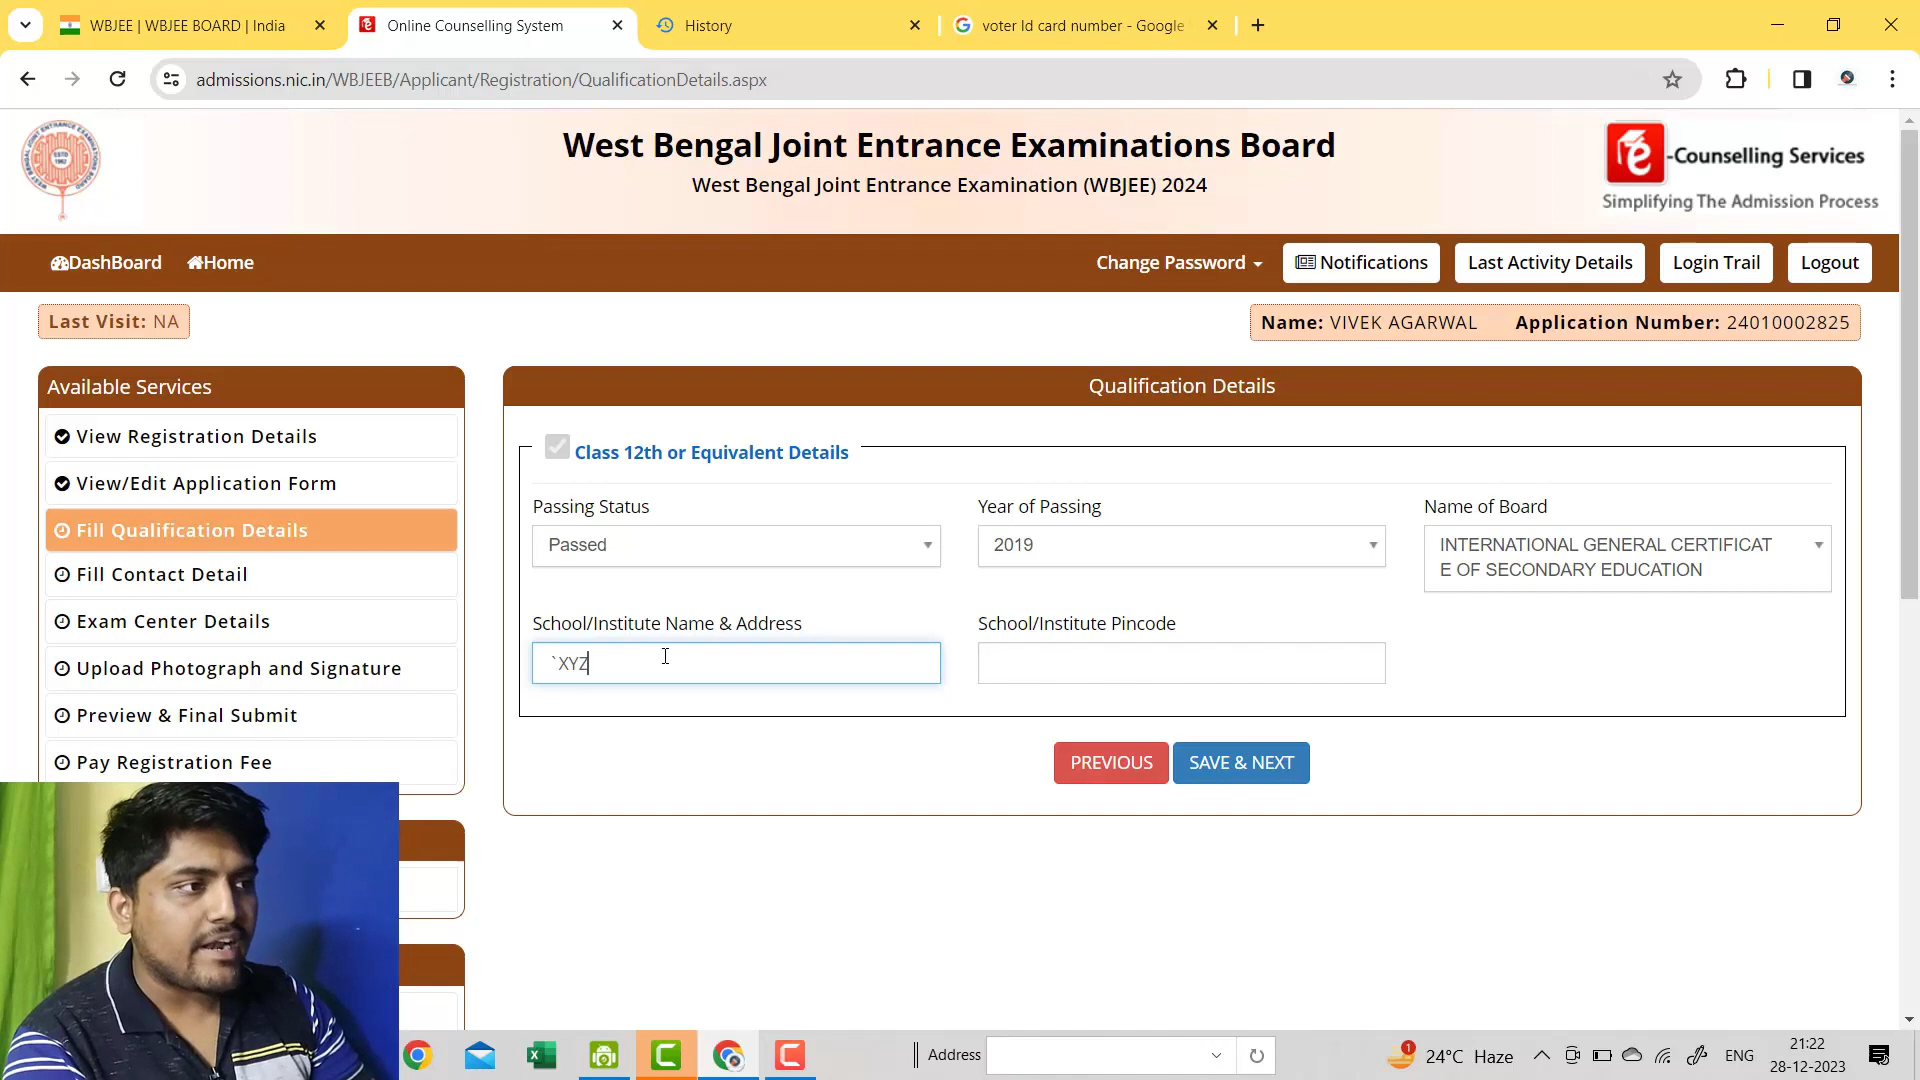 WBJEE | WBJEE BOARD | India
Online Counselling System
History
voter Id card number - Google
admissions.nic.in/WBJEEB/Applicant/Registration/QualificationDetails.aspx
West Bengal Joint Entrance Examinations Board
West Bengal Joint Entrance Examination (WBJEE) 2024
e-Counselling Services
Simplifying The Admission Process
DashBoard
Home
Change Password
Notifications
Last Activity Details
Login Trail
Logout
Last Visit: NA
Name: VIVEK AGARWAL Application Number: 24010002825
Available Services
View Registration Details
View/Edit Application Form
Fill Qualification Details
Fill Contact Detail
Exam Center Details
Upload Photograph and Signature
Preview & Final Submit
Pay Registration Fee
Qualification Details
Class 12th or Equivalent Details
Passing Status
Year of Passing
Name of Board
Passed
2019
INTERNATIONAL GENERAL CERTIFICAT
E OF SECONDARY EDUCATION
School/Institute Name & Address
School/Institute Pincode
`XYZ
PREVIOUS
SAVE & NEXT
Address
1
24°C Haze
ENG
21:22
28-12-2023